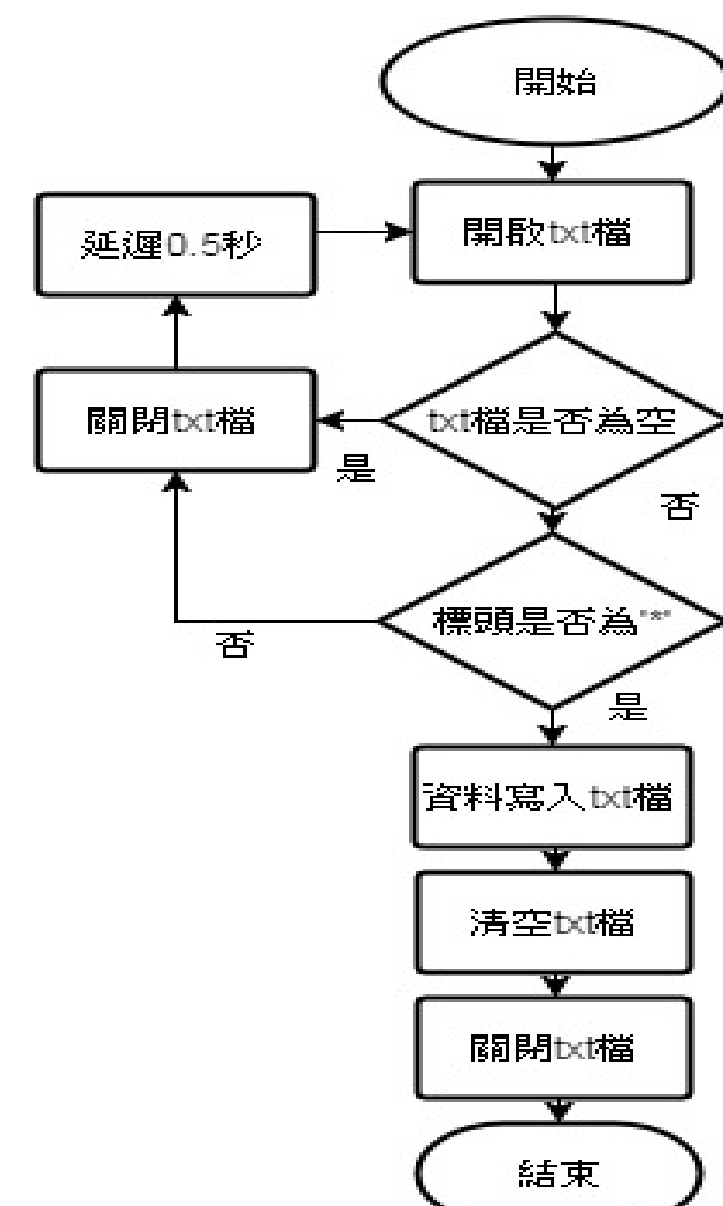 開始
延遲0.5秒
開啟txt檔
關閉txt檔
txt檔是否為空
是
否
標頭是否為"*"
否
是
資料寫入txt檔
清空txt檔
關閉txt檔
結束